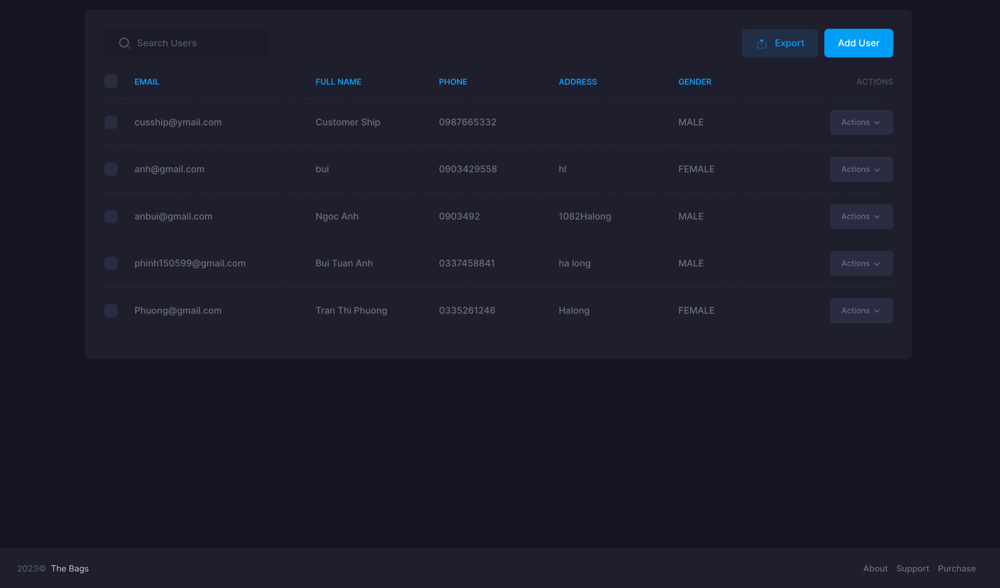 Search Users Export Add User
EMAIL FULL NAME PHONE ADDRESS GENDER ACTIONS
cusship@ymail.com Customer Ship 0987665332 MALE Actions
anh@gmail.com bui 0903429558 hl FEMALE Actions
anbui@gmail.com Ngoc Anh 0903492 1082Halong MALE Actions
phinh150599@gmail.com Bui Tuan Anh 0337458841 ha long MALE Actions
Phuong@gmail.com Tran Thi Phuong 0335261246 Halong FEMALE Actions
2023© The Bags About Support Purchase